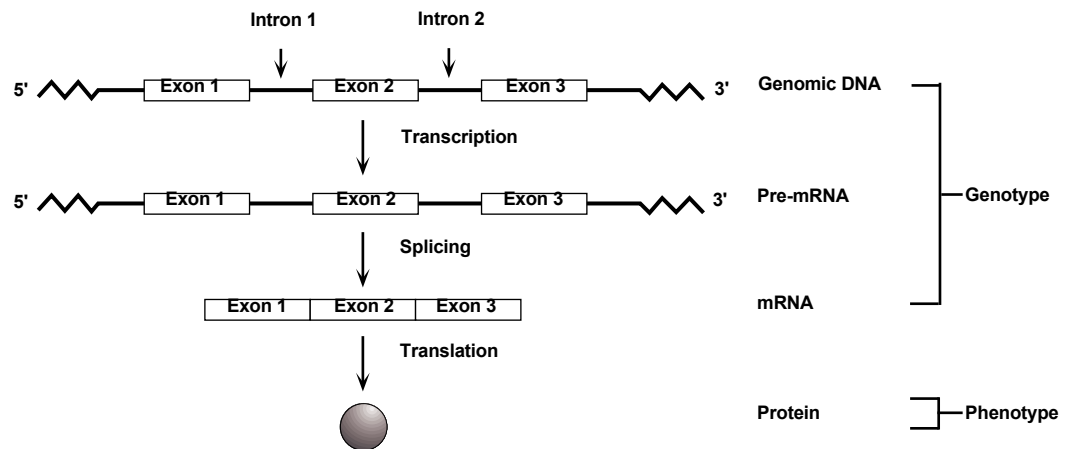 Intron 1 Intron 2
5' Exon 1 Exon 2 Exon 3 3' Genomic DNA
Transcription
5' Exon 1 Exon 2 Exon 3 3' Pre-mRNA Genotype
Splicing
Exon 1 Exon 2 Exon 3 mRNA
Translation
Protein Phenotype